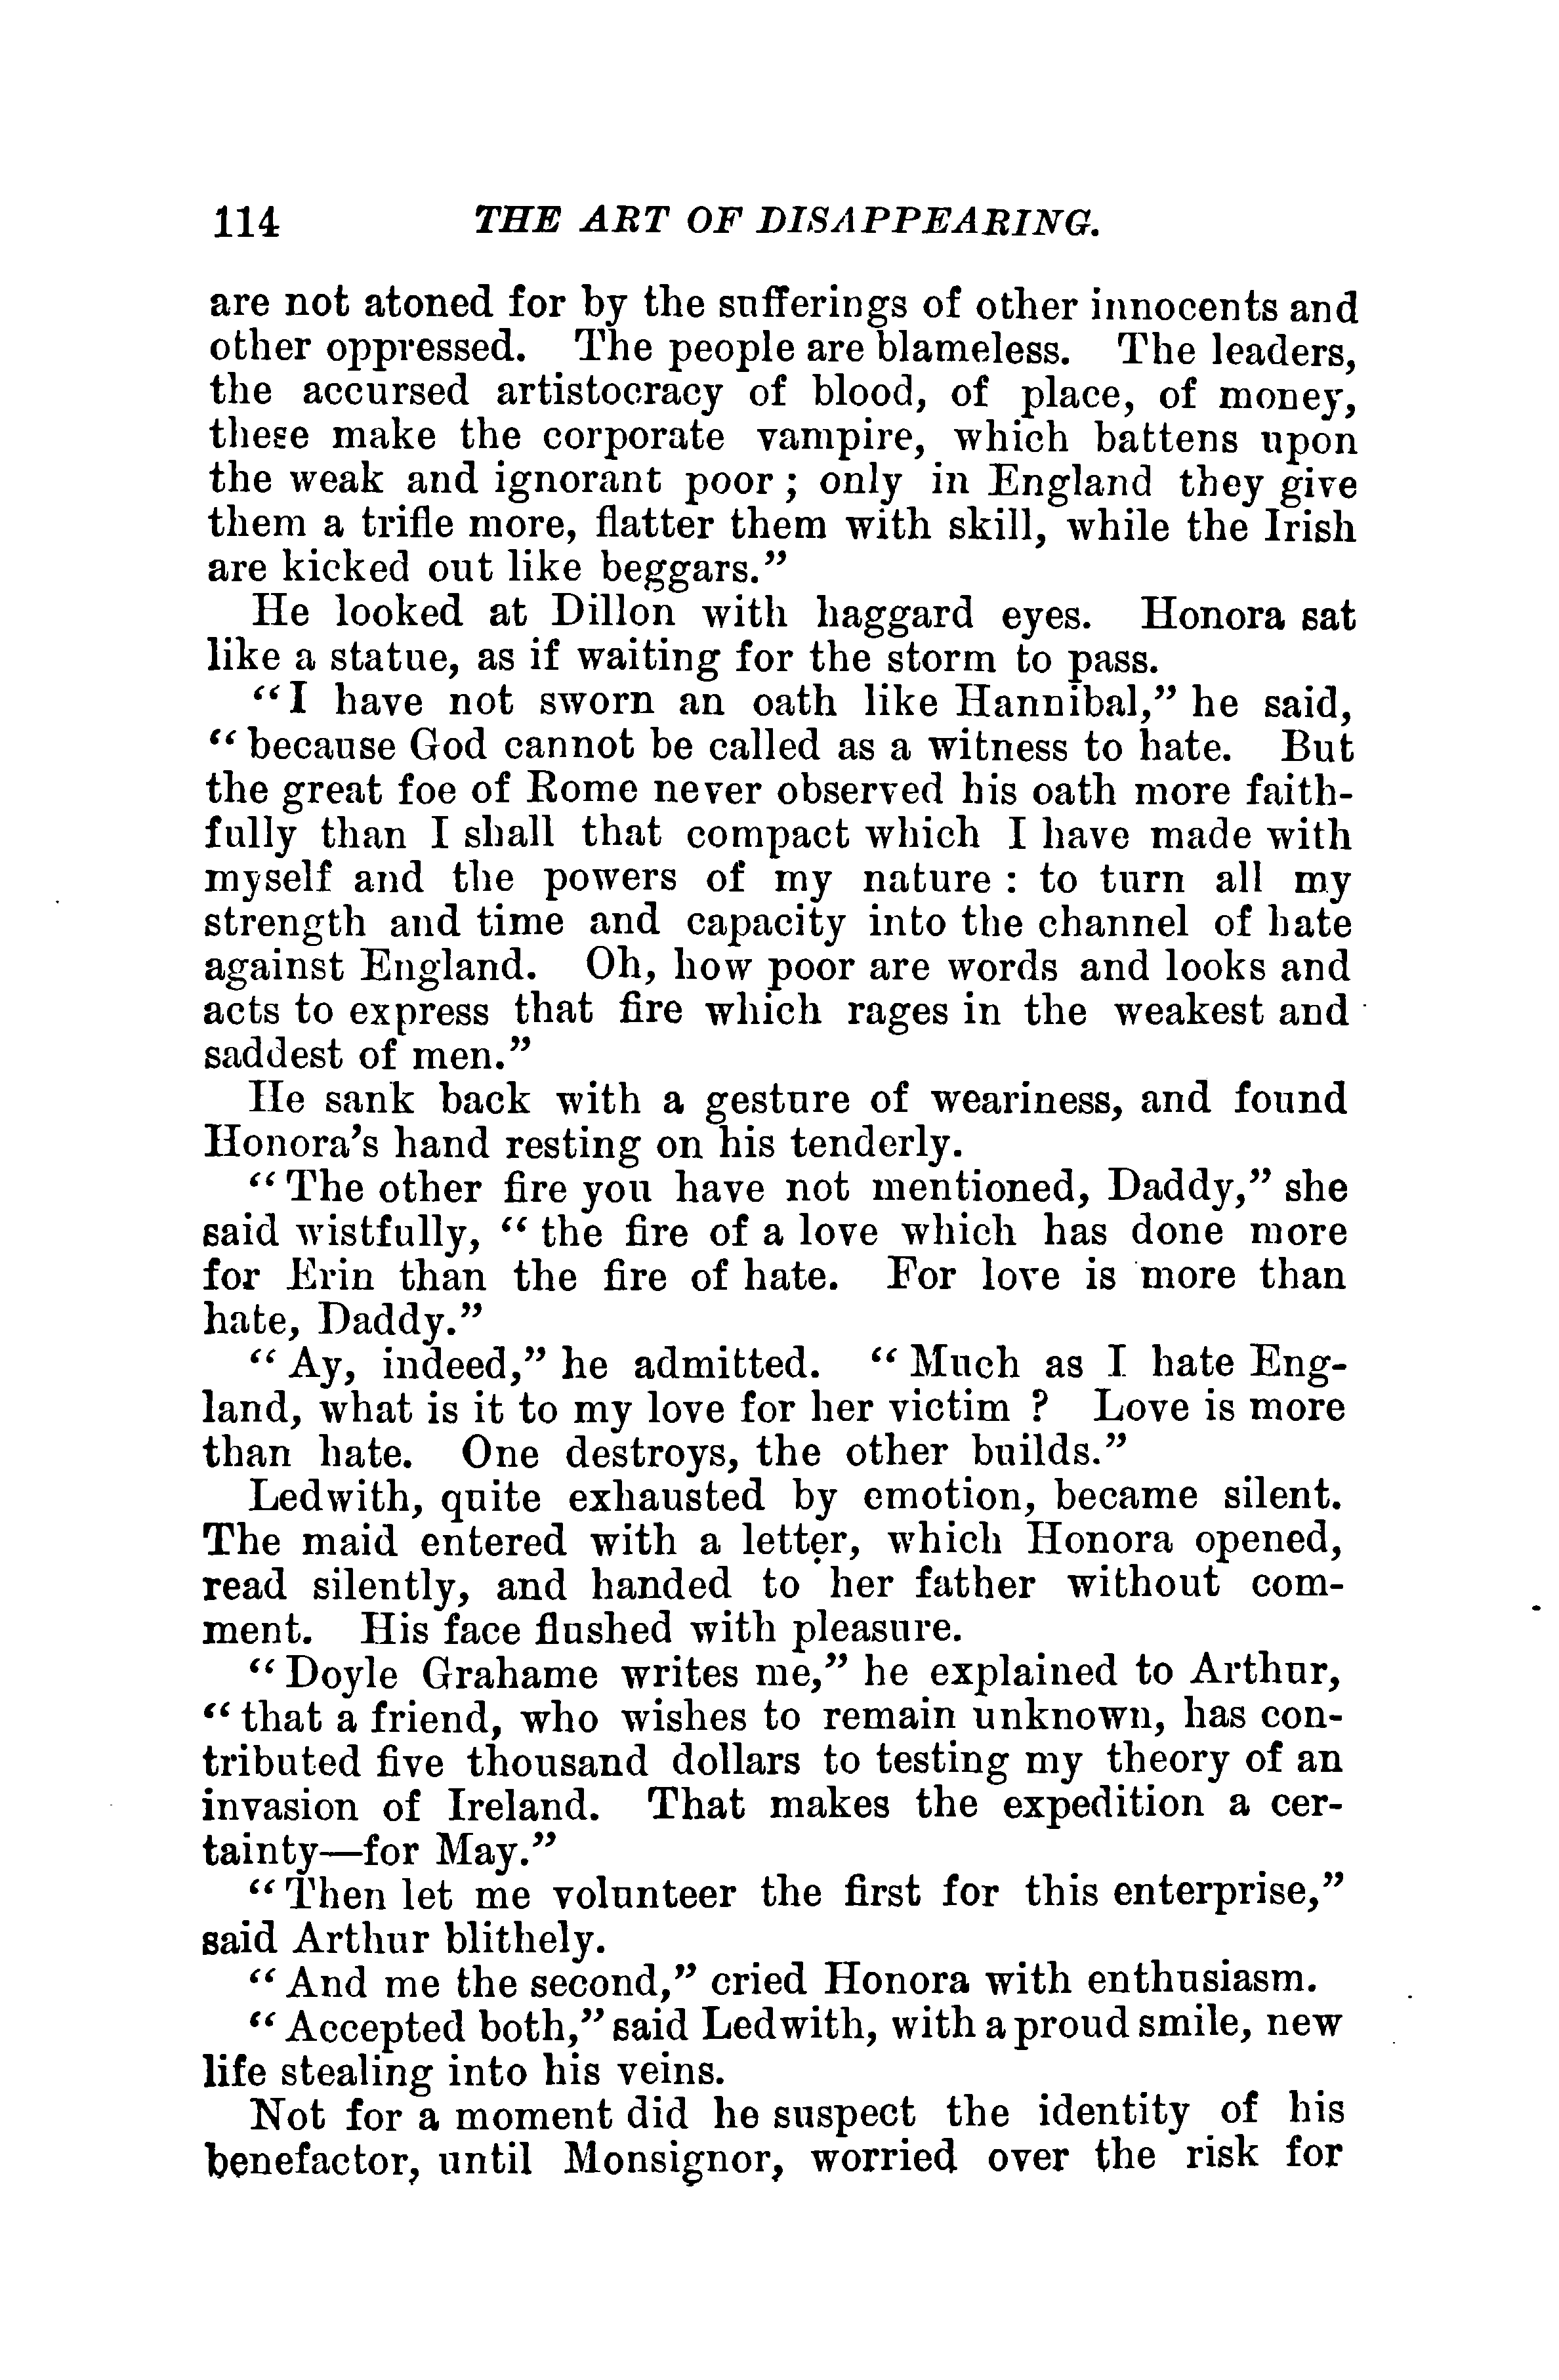 114 THE ART OF DISAPPEARING.
are not atoned for by the sufferings of other innocents and
other oppressed. The people are blameless. The leaders,
the accursed artistocracy of blood, of place, of money,
these make the corporate vampire, which battens upon
the weak and ignorant poor ; only in England they give
them a trifle more, flatter them with skill, while the Irish
are kicked out like beggars.”
He looked at Dillon with haggard eyes. Honora sat
like a statue, as if waiting for the storm to pass.
“I have not sworn an oath like Hannibal,” he said,
“because God cannot be called as a witness to hate. But
the great foe of Rome never observed his oath more faith-
fully than I shall that compact which I have made with
myself and the powers of my nature : to turn all my
strength and time and capacity into the channel of hate
against England. Oh, how poor are words and looks and
acts to express that fire which rages in the weakest and
saddest of men.”
He sank back with a gesture of weariness, and found
Honora’s hand resting on his tenderly.
“The other fire you have not mentioned, Daddy,” she
said wistfully, “the fire of a love which has done more
for Erin than the fire of hate. For love is more than
hate, Daddy.”
“Ay, indeed,” he admitted. “Much as I hate Eng-
land, what is it to my love for her victim ? Love is more
than hate. One destroys, the other builds.”
Ledwith, quite exhausted by emotion, became silent.
The maid entered with a letter, which Honora opened,
read silently, and handed to her father without com-
ment. His face flushed with pleasure.
“Doyle Grahame writes me,” he explained to Arthur,
“that a friend, who wishes to remain unknown, has con-
tributed five thousand dollars to testing my theory of an
invasion of Ireland. That makes the expedition a cer-
tainty—for May.”
“Then let me volunteer the first for this enterprise,”
said Arthur blithely.
“And me the second,” cried Honora with enthusiasm.
“Accepted both,” said Ledwith, with a proud smile, new
life stealing into his veins.
Not for a moment did he suspect the identity of his
benefactor, until Monsignor, worried over the risk for